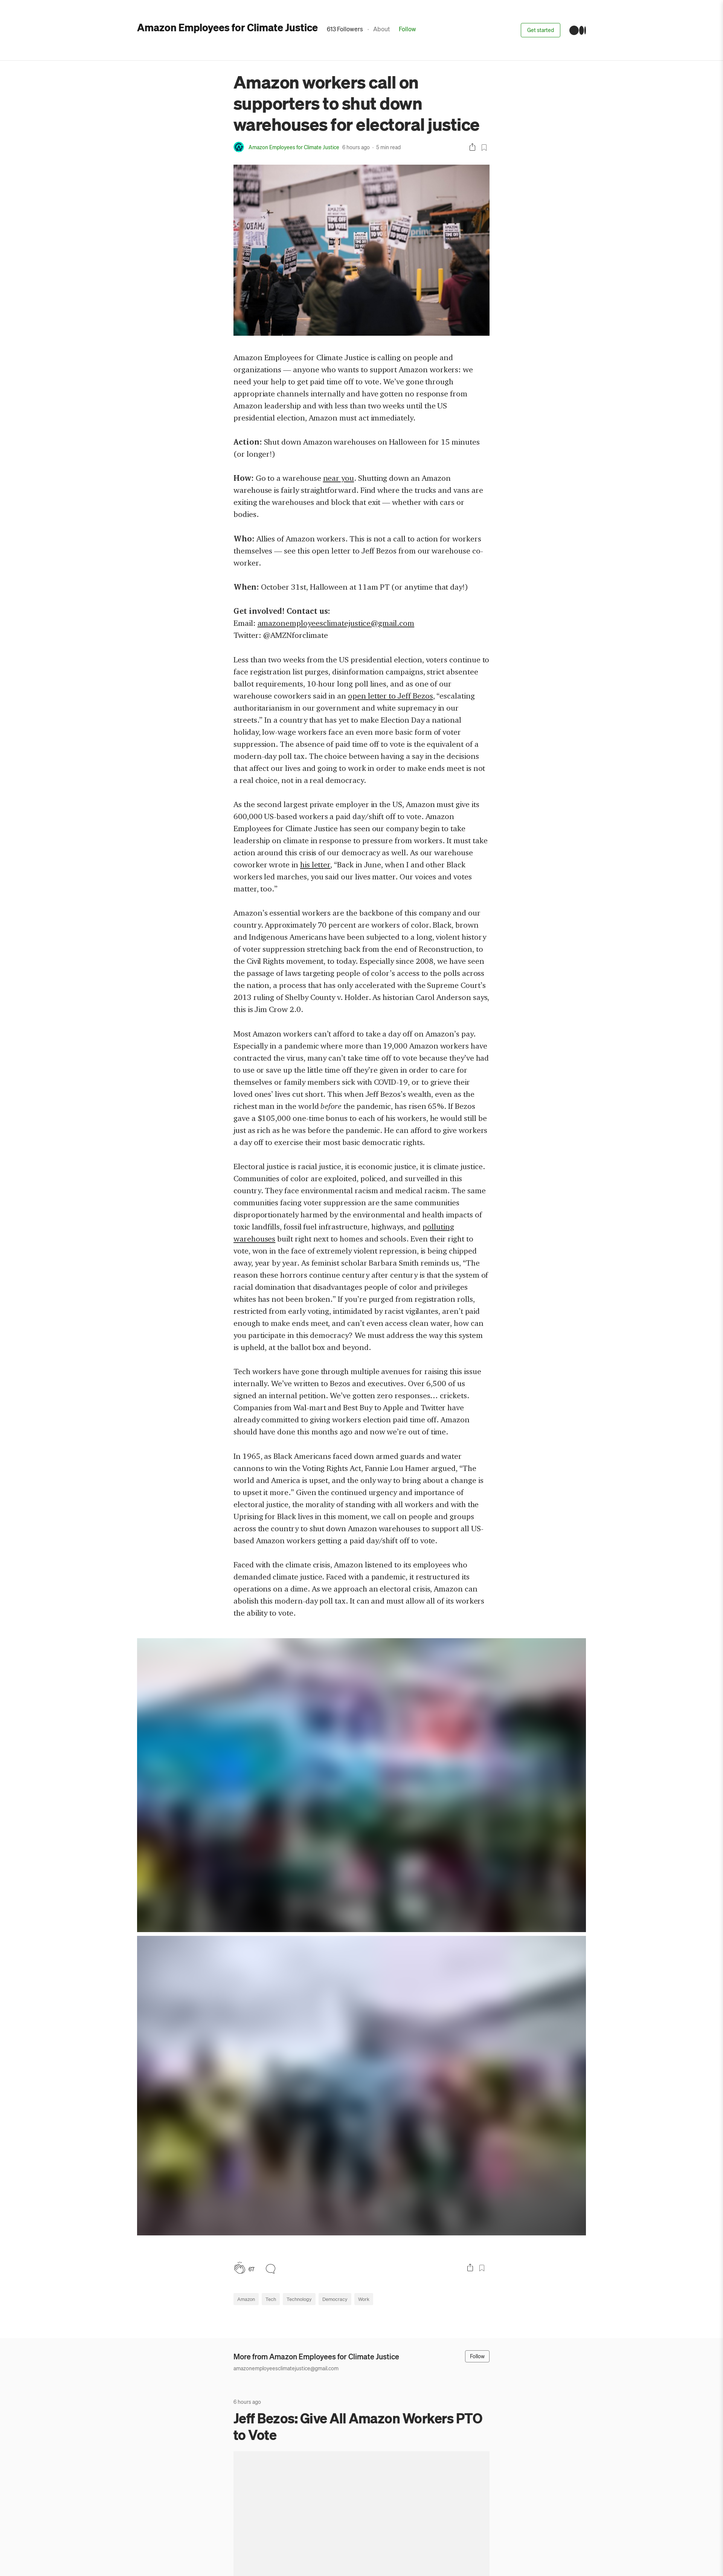 Amazon Employees for Climate Justice 613 Followers · About Follow Get started
Amazon workers call on
supporters to shut down
warehouses for electoral justice
Amazon Employees for Climate Justice 6 hours ago · 5 min read
Amazon Employees for Climate Justice is calling on people and
organizations — anyone who wants to support Amazon workers: we
need your help to get paid time off to vote. We’ve gone through
appropriate channels internally and have gotten no response from
Amazon leadership and with less than two weeks until the US
presidential election, Amazon must act immediately.
Action: Shut down Amazon warehouses on Halloween for 15 minutes
(or longer!)
How: Go to a warehouse near you. Shutting down an Amazon
warehouse is fairly straightforward. Find where the trucks and vans are
exiting the warehouses and block that exit — whether with cars or
bodies.
Who: Allies of Amazon workers. This is not a call to action for workers
themselves — see this open letter to Jeff Bezos from our warehouse co-
worker.
When: October 31st, Halloween at 11am PT (or anytime that day!)
Get involved! Contact us:
Email: amazonemployeesclimatejustice@gmail.com
Twitter: @AMZNforclimate
Less than two weeks from the US presidential election, voters continue to
face registration list purges, disinformation campaigns, strict absentee
ballot requirements, 10-hour long poll lines, and as one of our
warehouse coworkers said in an open letter to Jeff Bezos, “escalating
authoritarianism in our government and white supremacy in our
streets.” In a country that has yet to make Election Day a national
holiday, low-wage workers face an even more basic form of voter
suppression. The absence of paid time off to vote is the equivalent of a
modern-day poll tax. The choice between having a say in the decisions
that affect our lives and going to work in order to make ends meet is not
a real choice, not in a real democracy.
As the second largest private employer in the US, Amazon must give its
600,000 US-based workers a paid day/shift off to vote. Amazon
Employees for Climate Justice has seen our company begin to take
leadership on climate in response to pressure from workers. It must take
action around this crisis of our democracy as well. As our warehouse
coworker wrote in his letter, “Back in June, when I and other Black
workers led marches, you said our lives matter. Our voices and votes
matter, too.”
Amazon’s essential workers are the backbone of this company and our
country. Approximately 70 percent are workers of color. Black, brown
and Indigenous Americans have been subjected to a long, violent history
of voter suppression stretching back from the end of Reconstruction, to
the Civil Rights movement, to today. Especially since 2008, we have seen
the passage of laws targeting people of color’s access to the polls across
the nation, a process that has only accelerated with the Supreme Court’s
2013 ruling of Shelby County v. Holder. As historian Carol Anderson says,
this is Jim Crow 2.0.
Most Amazon workers can’t afford to take a day off on Amazon’s pay.
Especially in a pandemic where more than 19,000 Amazon workers have
contracted the virus, many can’t take time off to vote because they’ve had
to use or save up the little time off they’re given in order to care for
themselves or family members sick with COVID-19, or to grieve their
loved ones’ lives cut short. This when Jeff Bezos’s wealth, even as the
richest man in the world before the pandemic, has risen 65%. If Bezos
gave a $105,000 one-time bonus to each of his workers, he would still be
just as rich as he was before the pandemic. He can afford to give workers
a day off to exercise their most basic democratic rights.
Electoral justice is racial justice, it is economic justice, it is climate justice.
Communities of color are exploited, policed, and surveilled in this
country. They face environmental racism and medical racism. The same
communities facing voter suppression are the same communities
disproportionately harmed by the environmental and health impacts of
toxic landfills, fossil fuel infrastructure, highways, and polluting
warehouses built right next to homes and schools. Even their right to
vote, won in the face of extremely violent repression, is being chipped
away, year by year. As feminist scholar Barbara Smith reminds us, “The
reason these horrors continue century after century is that the system of
racial domination that disadvantages people of color and privileges
whites has not been broken.” If you’re purged from registration rolls,
restricted from early voting, intimidated by racist vigilantes, aren’t paid
enough to make ends meet, and can’t even access clean water, how can
you participate in this democracy? We must address the way this system
is upheld, at the ballot box and beyond.
Tech workers have gone through multiple avenues for raising this issue
internally. We’ve written to Bezos and executives. Over 6,500 of us
signed an internal petition. We’ve gotten zero responses… crickets.
Companies from Wal-mart and Best Buy to Apple and Twitter have
already committed to giving workers election paid time off. Amazon
should have done this months ago and now we’re out of time.
In 1965, as Black Americans faced down armed guards and water
cannons to win the Voting Rights Act, Fannie Lou Hamer argued, “The
world and America is upset, and the only way to bring about a change is
to upset it more.” Given the continued urgency and importance of
electoral justice, the morality of standing with all workers and with the
Uprising for Black lives in this moment, we call on people and groups
across the country to shut down Amazon warehouses to support all US-
based Amazon workers getting a paid day/shift off to vote.
Faced with the climate crisis, Amazon listened to its employees who
demanded climate justice. Faced with a pandemic, it restructured its
operations on a dime. As we approach an electoral crisis, Amazon can
abolish this modern-day poll tax. It can and must allow all of its workers
the ability to vote.
67
Amazon Tech Technology Democracy Work
More from Amazon Employees for Climate Justice Follow
amazonemployeesclimatejustice@gmail.com
6 hours ago
Jeff Bezos: Give All Amazon Workers PTO
to Vote